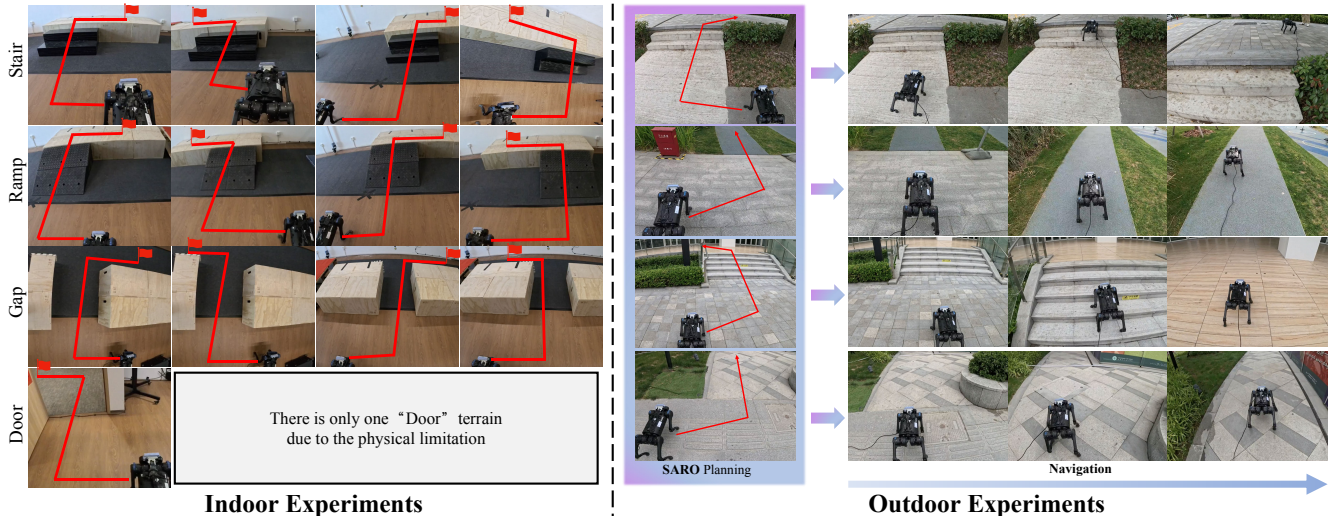 Stair
Ramp
Gap
Door
There is only one “Door” terrain
due to the physical limitation
Indoor Experiments
SARO Planning
Navigation
Outdoor Experiments